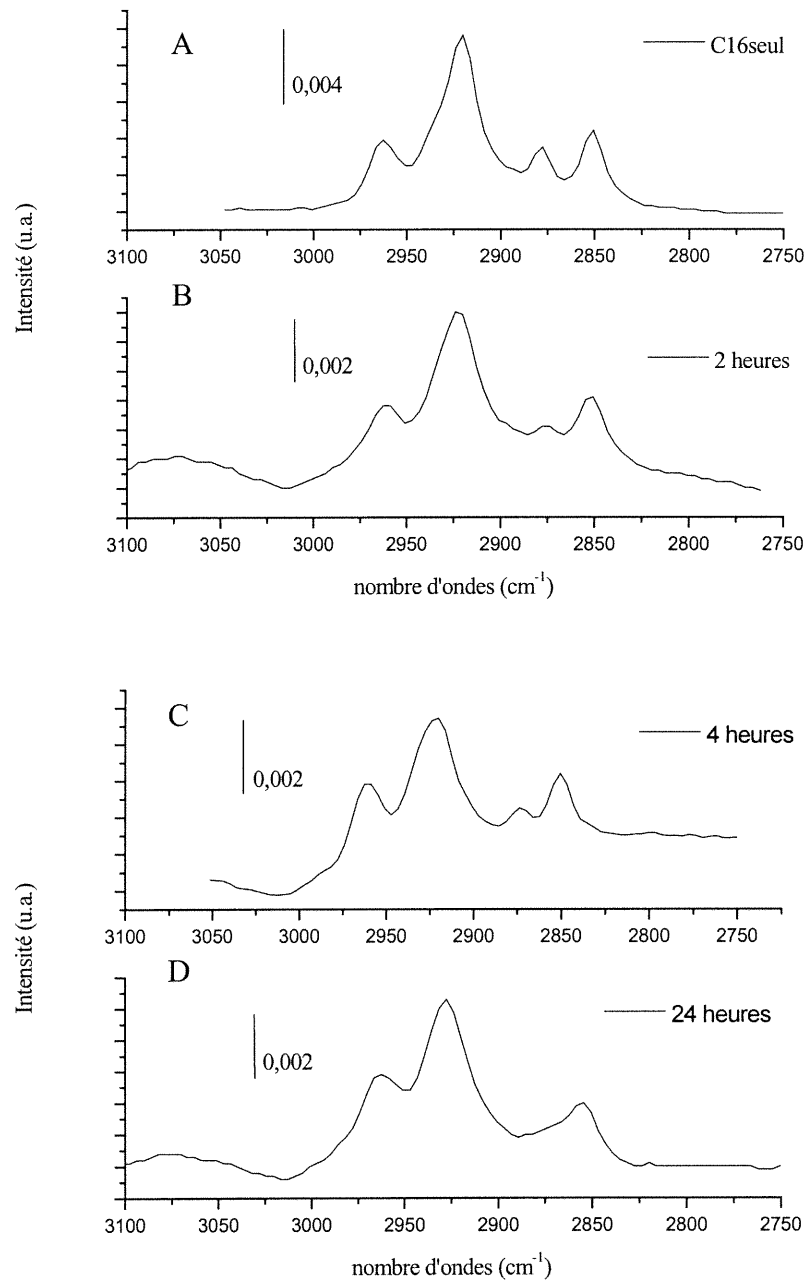 A
C16seul
0,004
3100 3050 3000 2950 2900 2850 2800 2750
Intensité (u.a.)
B
0,002
2 heures
3100 3050 3000 2950 2900 2850 2800 2750
nombre d'ondes (cm-1)
C
0,002
4 heures
3100 3050 3000 2950 2900 2850 2800 2750
Intensité (u.a.)
D
0,002
24 heures
3100 3050 3000 2950 2900 2850 2800 2750
nombre d'ondes (cm-1)